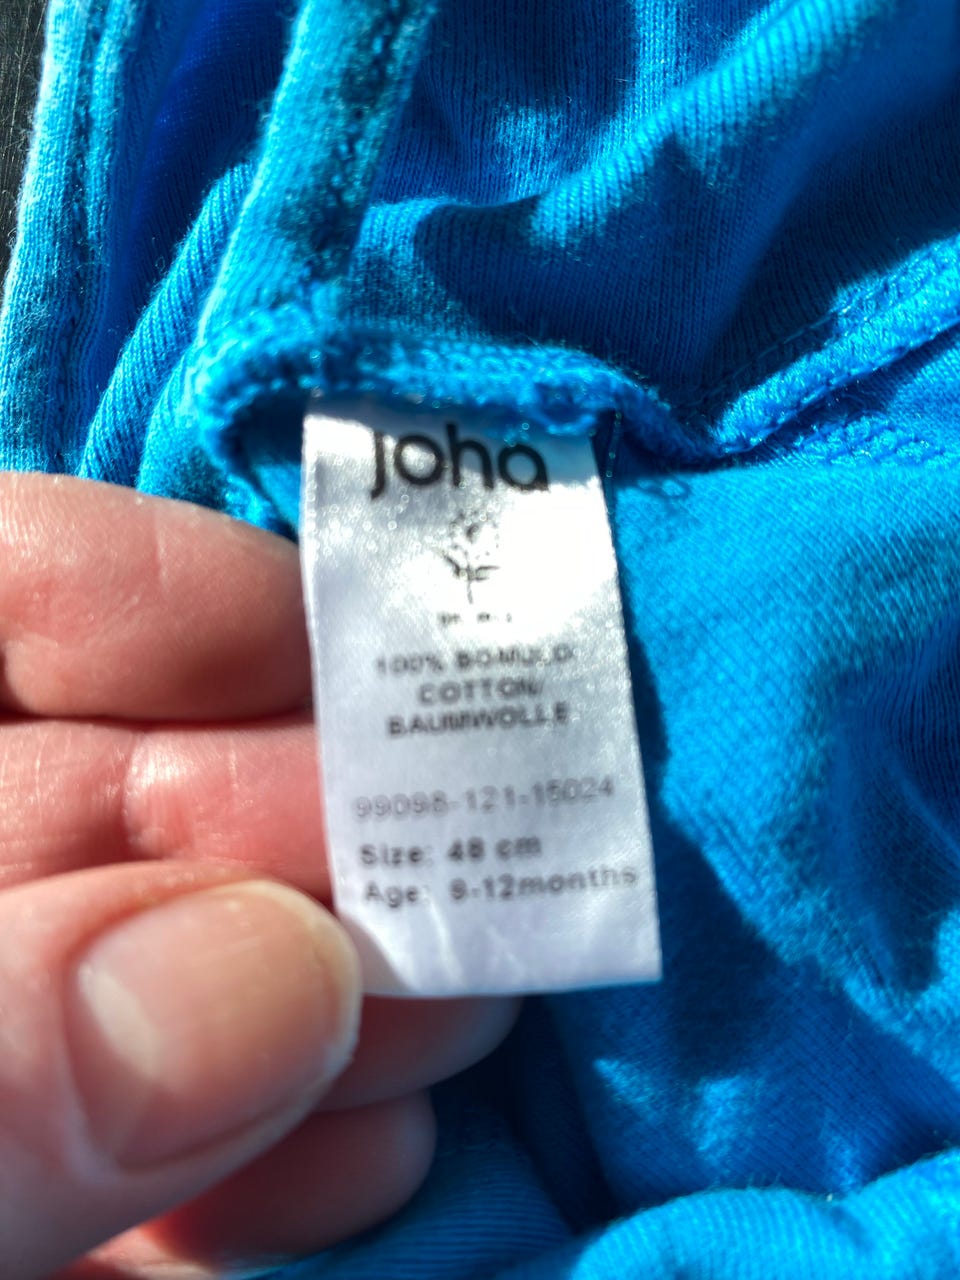 joha
100% BOMULD/
COTTON/
BAUMWOLLE
99098-121-15024
Size: 48 cm
Age: 9-12months